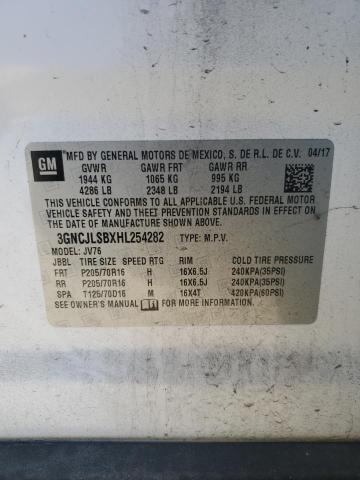 GM MFD BY GENERAL MOTORS DE MEXICO, S. DE R.L. DE C.V. 04/17
GVWR GAWR FRT GAWR RR
1944 KG 1065 KG 995 KG
4286 LB 2348 LB 2194 LB
THIS VEHICLE CONFORMS TO ALL APPLICABLE U.S. FEDERAL
MOTOR VEHICLE SAFETY AND THEFT PREVENTION
STANDARDS IN EFFECT ON
THE DATE OF MANUFACTURE SHOWN ABOVE.
3GNCJLSBXHL254282 TYPE: M.P.V.
MODEL: JV76
JBBL TIRE SIZE SPEED RTG RIM
FRT P205/70R16 H 16X6.5J 240KPA(35PSI)
RR P205/70R16 H 16X6.5J 240KPA(35PSI)
SPA T125/70D16 M 16X4T 420KPA(60PSI)
SEE OWNER'S MANUAL FOR MORE INFORMATION.